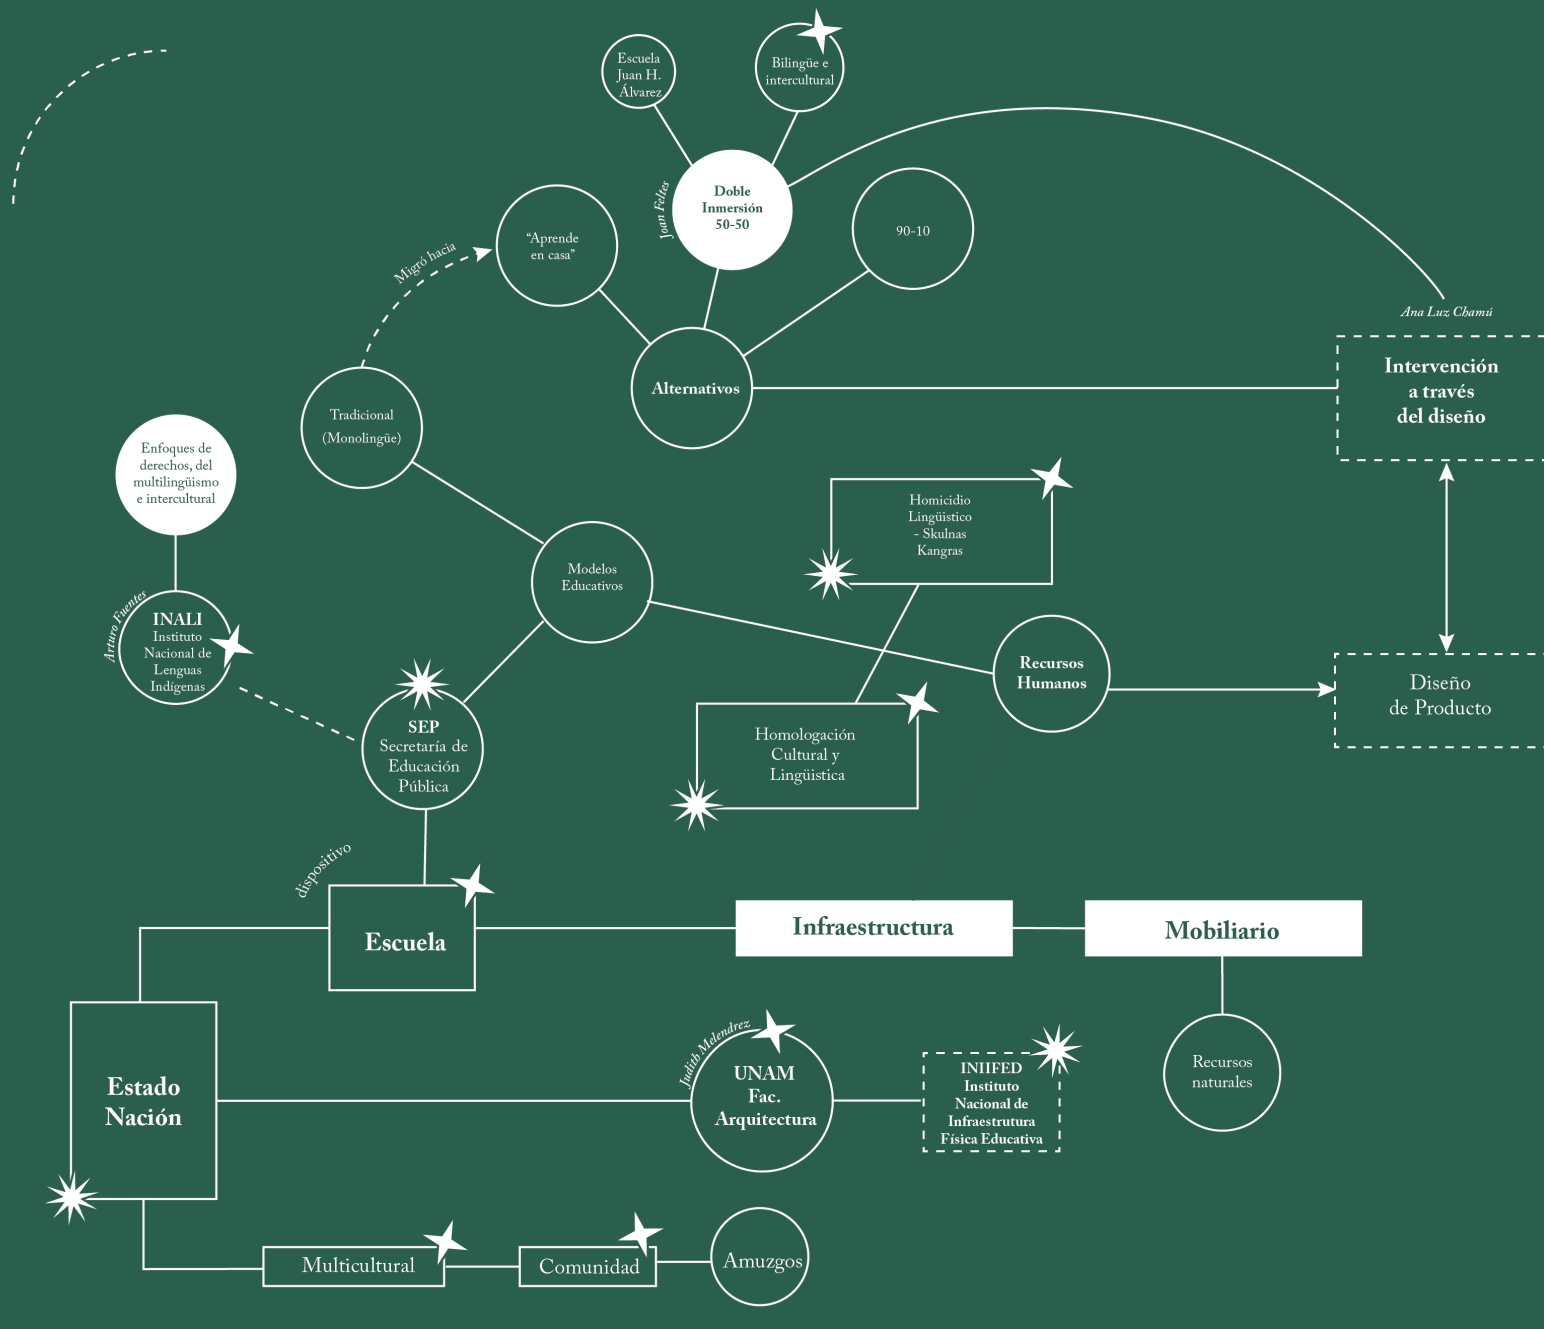 Escuela
Juan H.
Álvarez
Bilingüe e
intercultural
Joan Feltes
Doble
Inmersión
50-50
90-10
Migró hacia
“Aprende
en casa”
Ana Luz Chamú
Intervención
a través
del diseño
Alternativos
Tradicional
(Monolingüe)
Enfoques de
derechos, del
multilingüismo
e intercultural
Homicidio
Lingüistico
- Skulnas
Kangras
Modelos
Educativos
Arturo Fuentes
INALI
Instituto
Nacional de
Lenguas
Indígenas
Recursos
Humanos
Diseño
de Producto
SEP
Secretaría de
Educación
Pública
Homologación
Cultural y
Lingüistica
dispositivo
Escuela
Infraestructura
Mobiliario
Estado
Nación
Judith Melendrez
UNAM
Fac.
Arquitectura
INIIFED
Instituto
Nacional de
Infraestrutura
Física Educativa
Recursos
naturales
Multicultural
Comunidad
Amuzgos